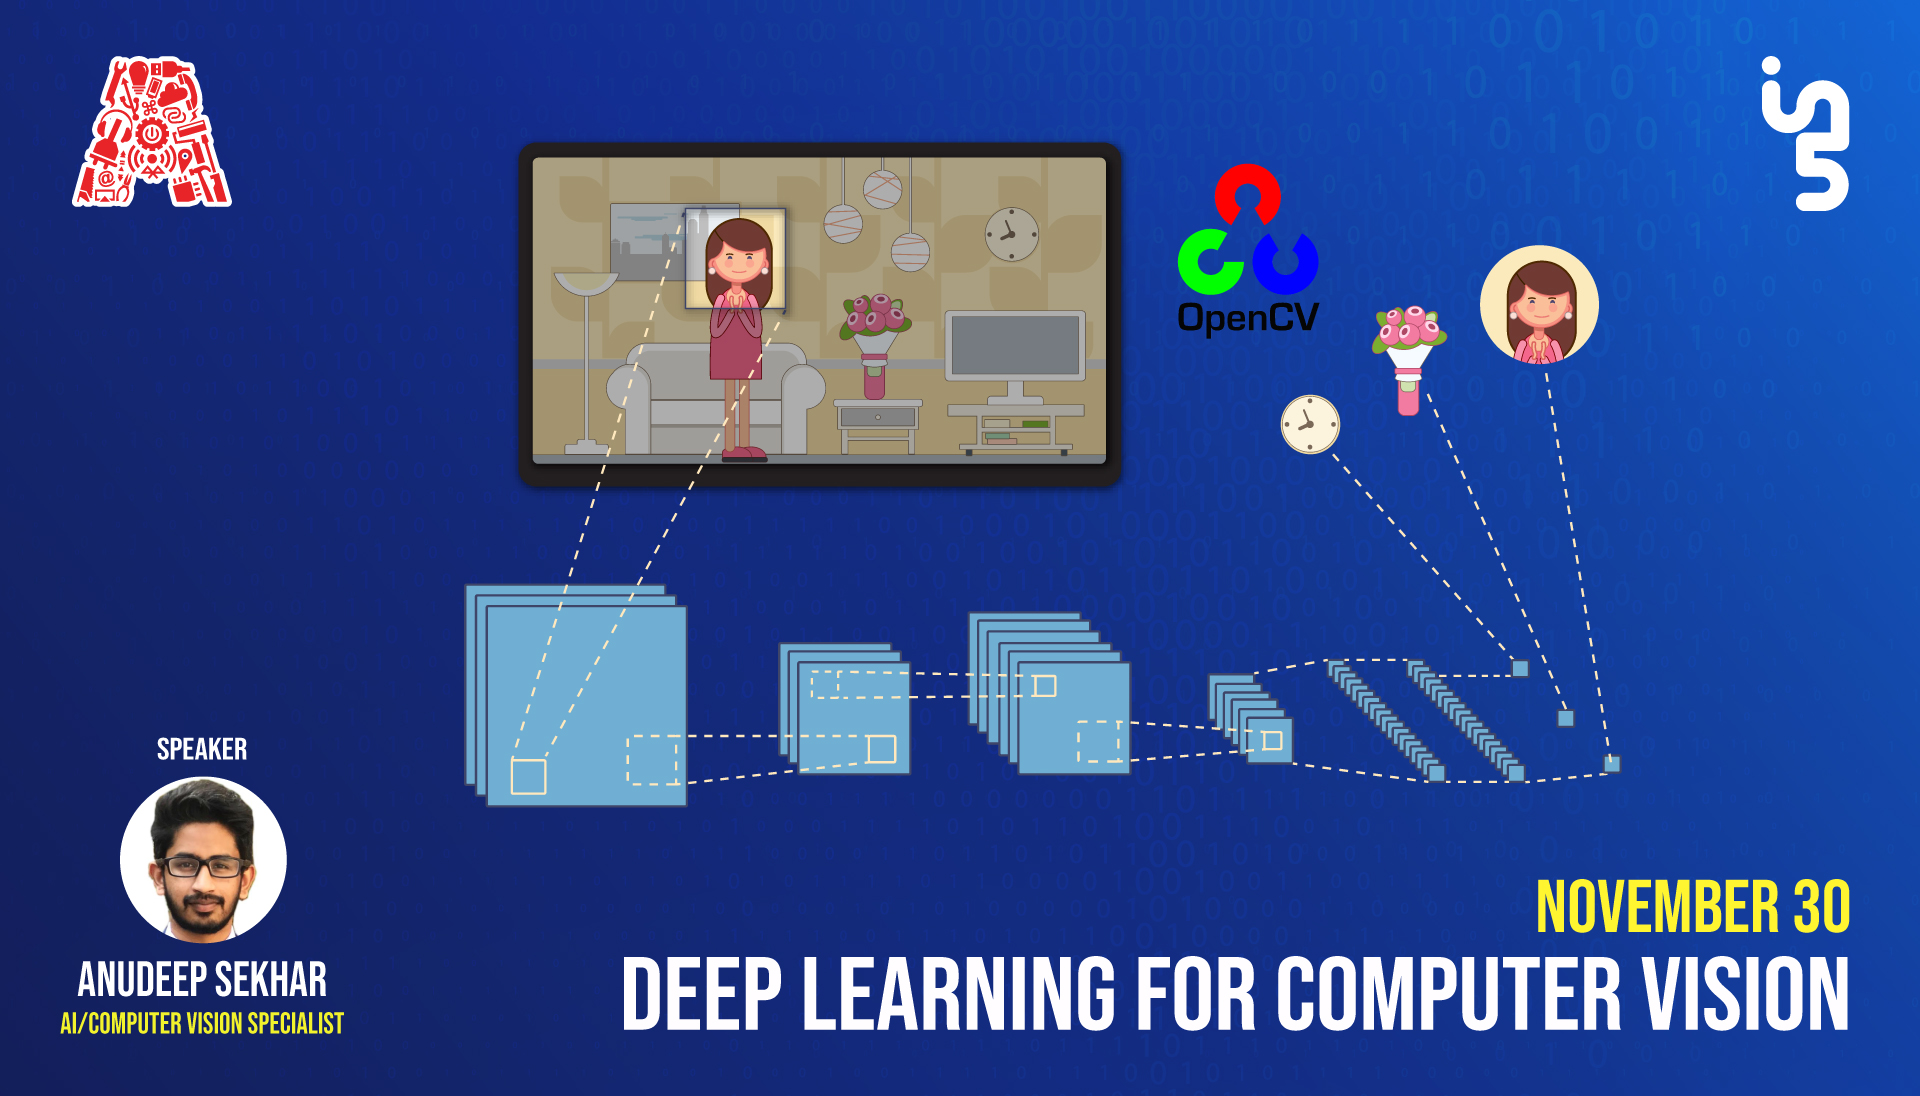 OpenCV
SPEAKER
ANUDEEP SEKHAR
AI/COMPUTER VISION SPECIALIST
NOVEMBER 30
DEEP LEARNING FOR COMPUTER VISION